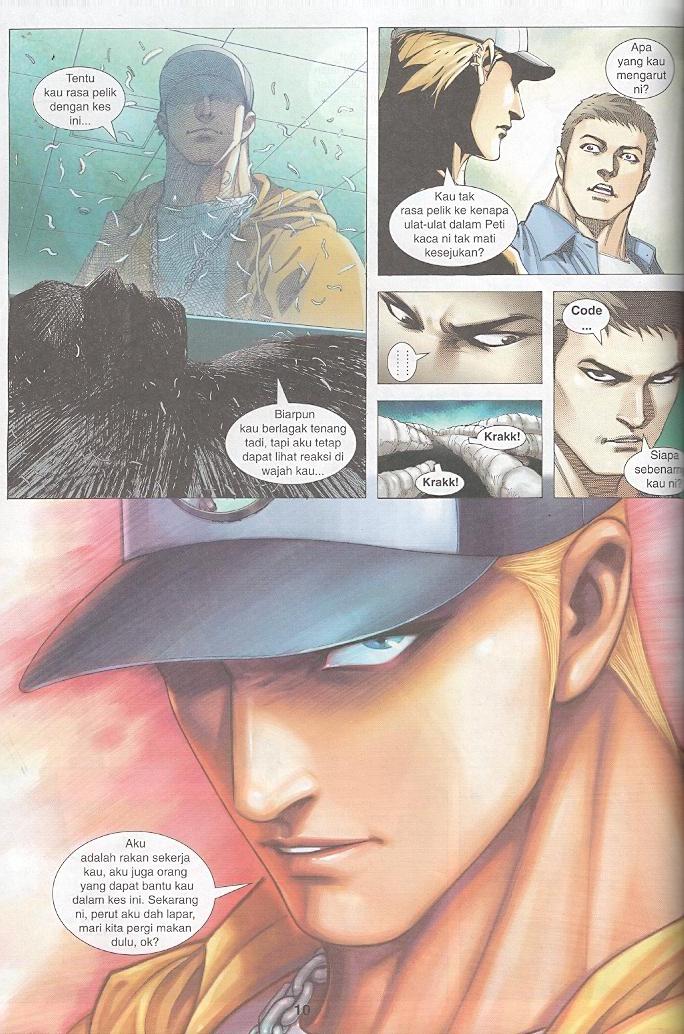 Tentu
kau rasa pelik
dengan kes
ini...
Biarpun
kau berlagak tenang
tadi, tapi aku tetap
dapat lihat reaksi di
wajah kau...
Apa
yang kau
mengarut
ni?
Kau tak
rasa pelik ke kenapa
ulat-ulat dalam Peti
kaca ni tak mati
kesejukan?
Code
...
Krakk!
Krakk!
Siapa
sebenarn
kau ni?
Aku
adalah rakan sekerja
kau, aku juga orang
yang dapat bantu kau
dalam kes ini. Sekarang
ni, perut aku dah lapar,
mari kita pergi makan
dulu, ok?
10